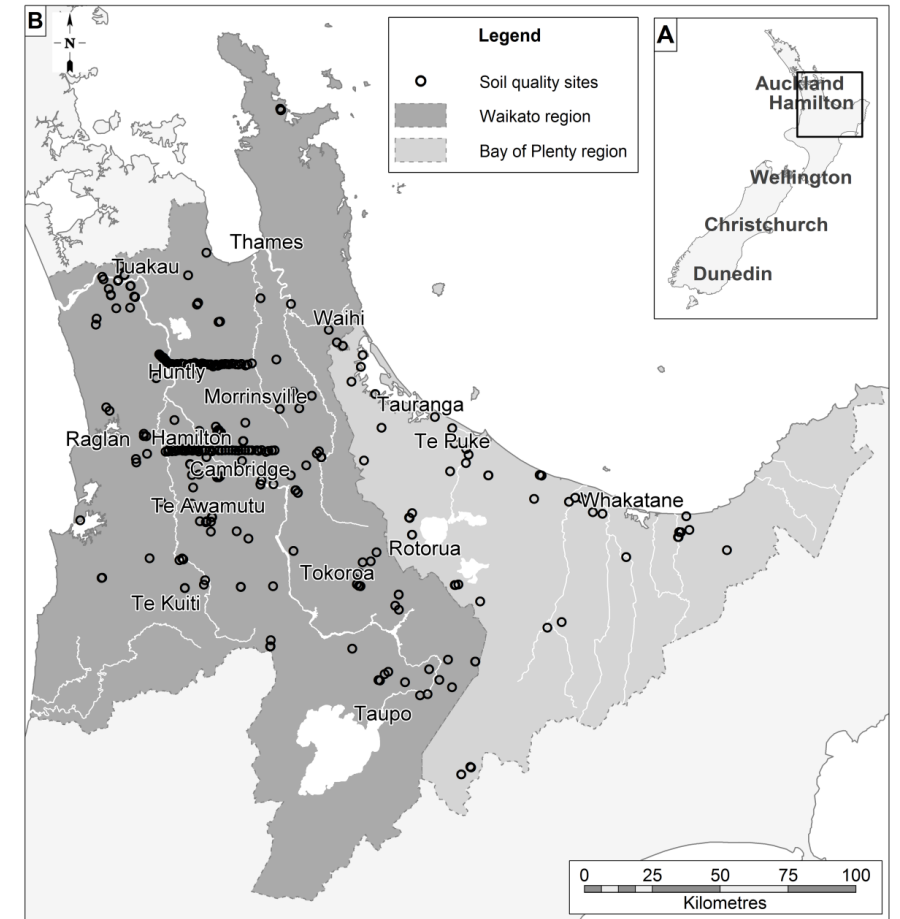 B
N
Legend
Soil quality sites
Waikato region
Bay of Plenty region
A
Auckland
Hamilton
Wellington
Christchurch
Dunedin
Thames
Tuakau
Waihi
Huntly
Morrinsville
Tauranga
Raglan
Hamilton
Te Puke
Cambridge
Te Awamutu
Whakatane
Rotorua
Tokoroa
Te Kuiti
Taupo
0 25 50 75 100
Kilometres